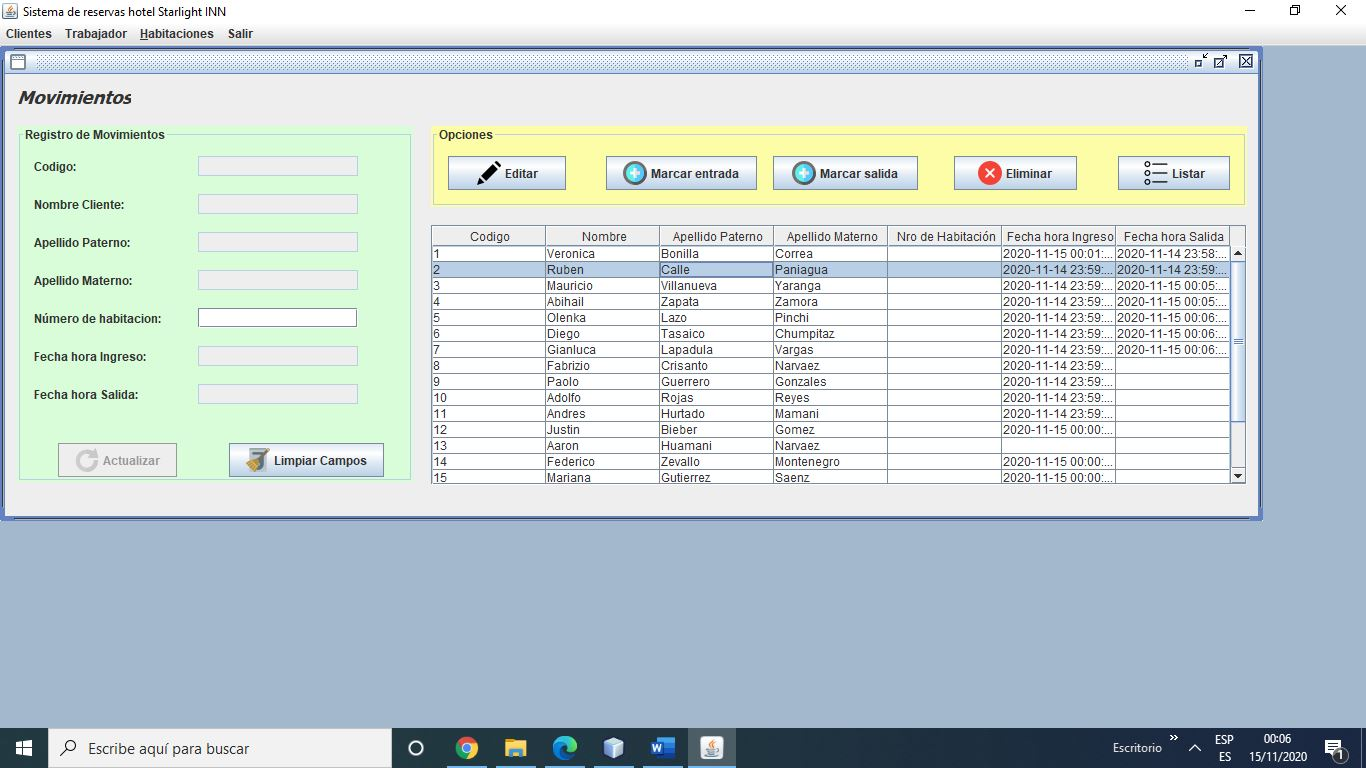 Sistema de reservas hotel Starlight INN
Clientes Trabajador Habitaciones Salir
Movimientos
Registro de Movimientos
Codigo:
Nombre Cliente:
Apellido Paterno:
Apellido Materno:
Número de habitacion:
Fecha hora Ingreso:
Fecha hora Salida:
Actualizar Limpiar Campos
Opciones
Editar Marcar entrada Marcar salida Eliminar Listar
Codigo Nombre Apellido Paterno Apellido Materno Nro de Habitación Fecha hora Ingreso Fecha hora Salida
1 Veronica Bonilla Correa 2020-11-15 00:01:... 2020-11-14 23:58:...
2 Ruben Calle Paniagua 2020-11-14 23:59:... 2020-11-14 23:59:...
3 Mauricio Villanueva Yaranga 2020-11-14 23:59:... 2020-11-15 00:05:...
4 Abihail Zapata Zamora 2020-11-14 23:59:... 2020-11-15 00:05:...
5 Olenka Lazo Pinchi 2020-11-14 23:59:... 2020-11-15 00:06:...
6 Diego Tasaico Chumpitaz 2020-11-14 23:59:... 2020-11-15 00:06:...
7 Gianluca Lapadula Vargas 2020-11-14 23:59:... 2020-11-15 00:06:...
8 Fabrizio Crisanto Narvaez 2020-11-14 23:59:...
9 Paolo Guerrero Gonzales 2020-11-14 23:59:...
10 Adolfo Rojas Reyes 2020-11-14 23:59:...
11 Andres Hurtado Mamani 2020-11-14 23:59:...
12 Justin Bieber Gomez 2020-11-15 00:00:...
13 Aaron Huamani Narvaez
14 Federico Zevallo Montenegro 2020-11-15 00:00:...
15 Mariana Gutierrez Saenz 2020-11-15 00:00:...
Escribe aquí para buscar
Escritorio
ESP
ES
00:06
15/11/2020
1